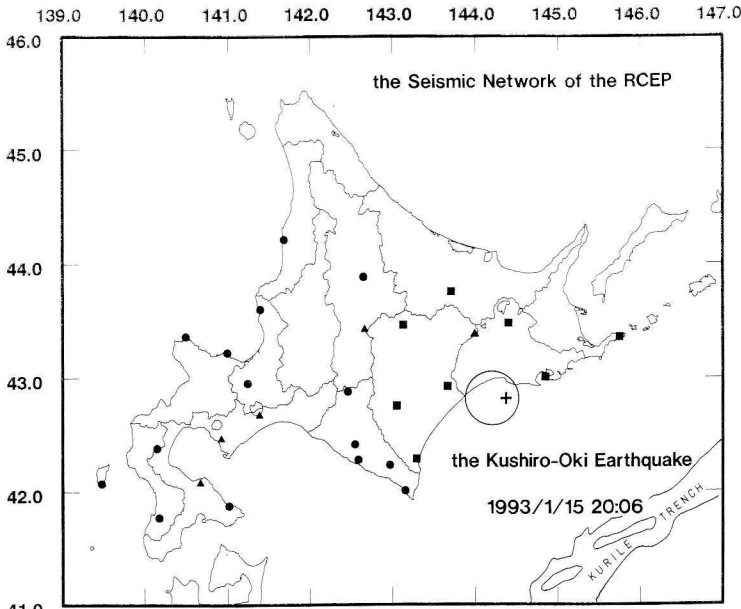 139.0 140.0 141.0 142.0 143.0 144.0 145.0 146.0 147.0
46.0
the Seismic Network of the RCEP
45.0
44.0
43.0
the Kushiro-Oki Earthquake
42.0
1993/1/15 20:06
KURILE TRENCH
41.0